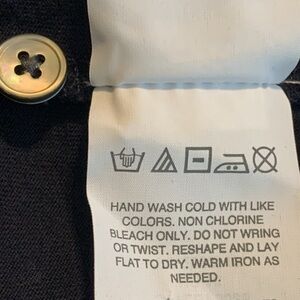 HAND WASH COLD WITH LIKE
COLORS. NON CHLORINE
BLEACH ONLY. DO NOT WRING
OR TWIST. RESHAPE AND LAY
FLAT TO DRY. WARM IRON AS
NEEDED.